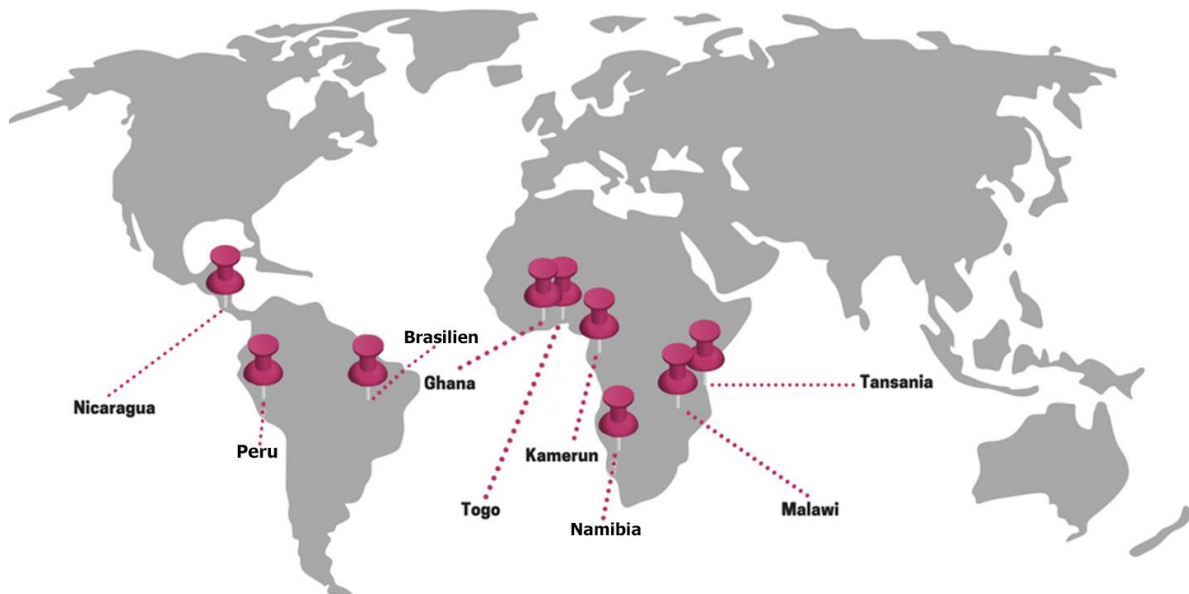 Nicaragua
Peru
Brasilien
Ghana
Togo
Kamerun
Namibia
Tansania
Malawi